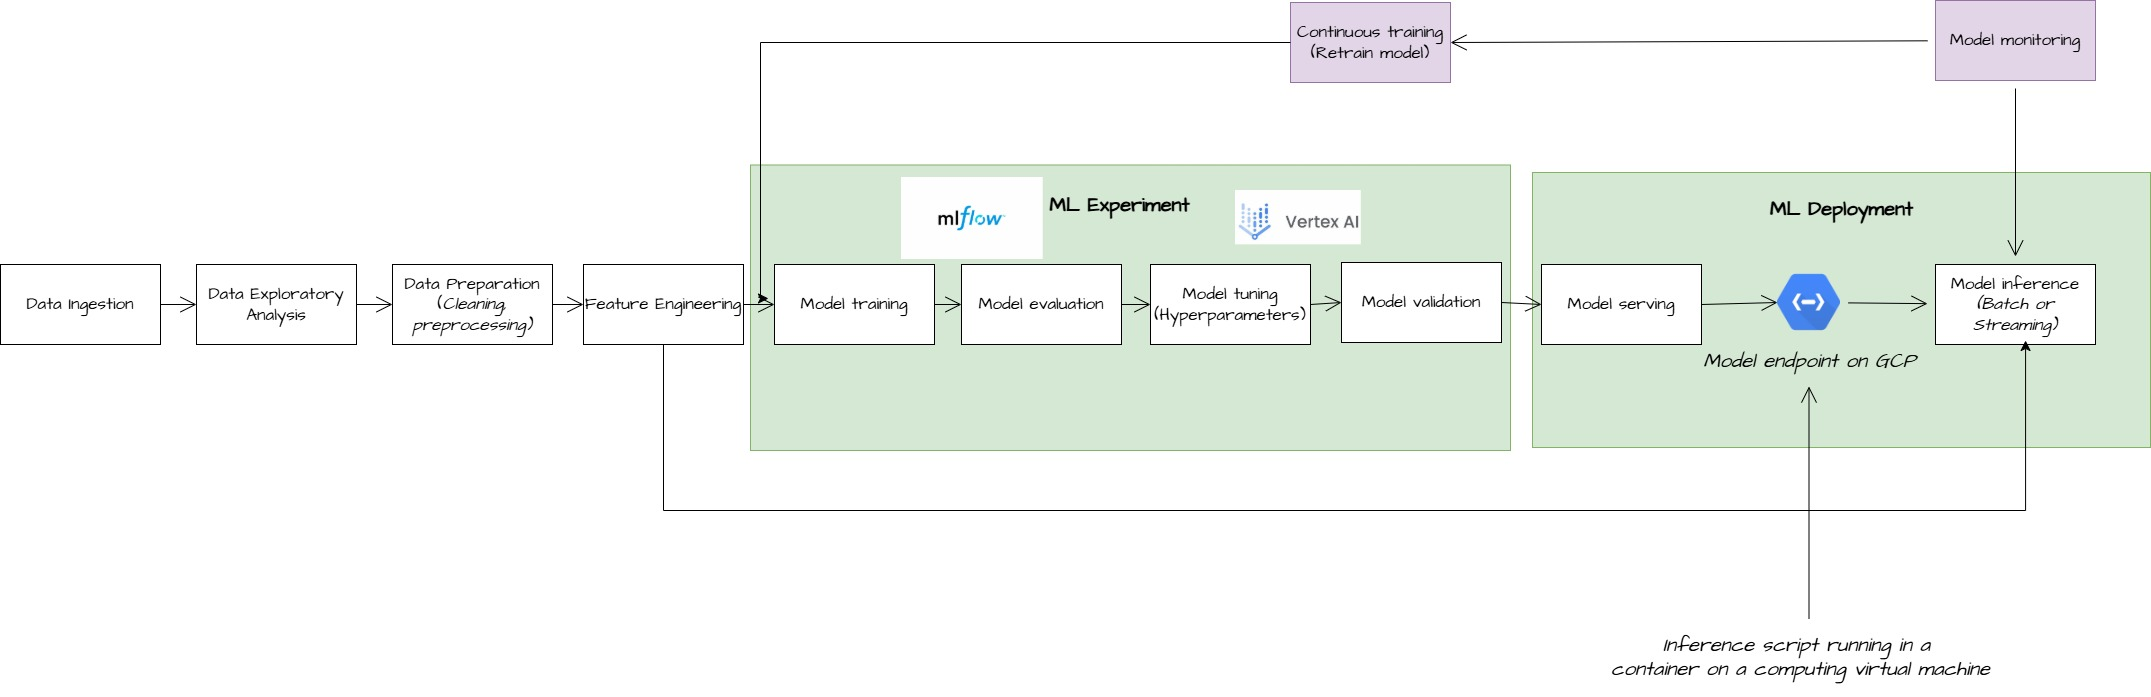 Continuous training
(Retrain model)
Model monitoring
mlflow
ML Experiment
Vertex AI
ML Deployment
Data Ingestion
Data Exploratory
Analysis
Data Preparation
(Cleaning,
preprocessing)
Feature Engineering
Model training
Model evaluation
Model tuning
(Hyperparameters)
Model validation
Model serving
Model endpoint on GCP
Model inference
(Batch or
Streaming)
Inference script running in a
container on a computing virtual machine